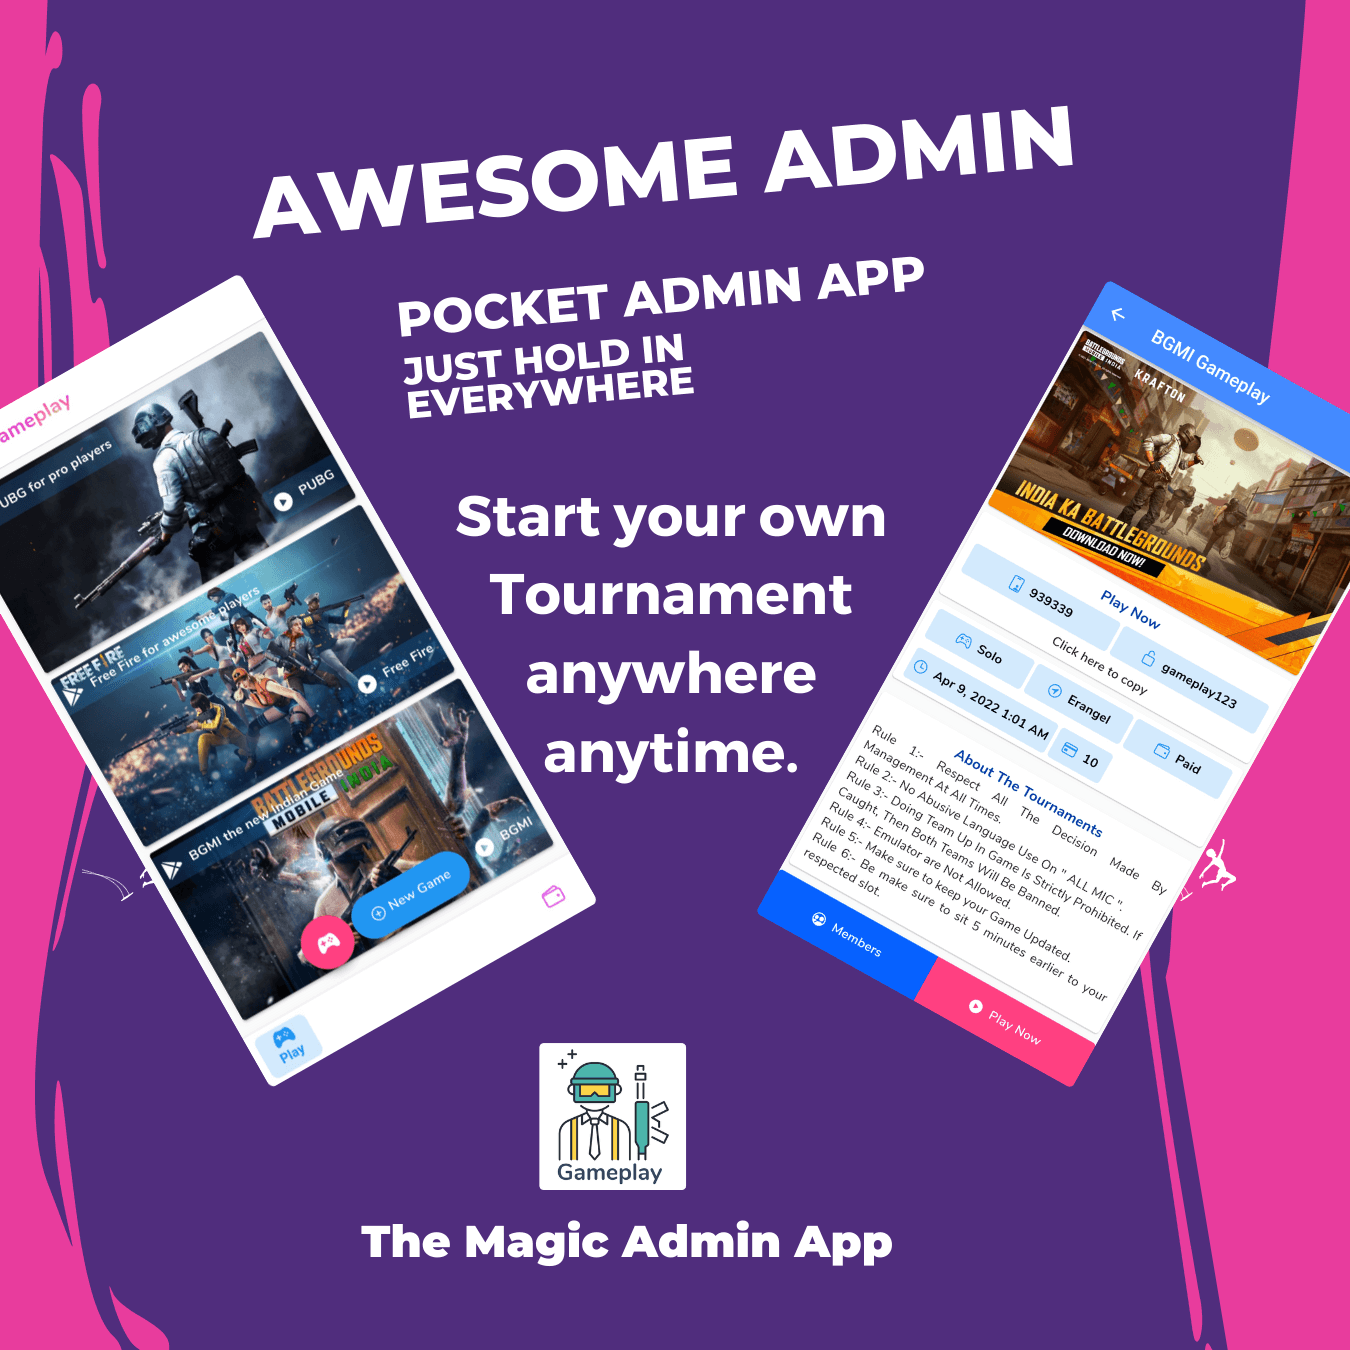 AWESOME ADMIN
POCKET ADMIN APP
JUST HOLD IN
EVERYWHERE
Start your own
Tournament
anywhere
anytime.
ameplay
UBG for pro players
PUBG
FREE FIRE
Free Fire for awesome players
Free Fire
BATTLEGROUNDS
MOBILE INDIA
BGMI the new Indian Game
BGMI
New Game
Play
BGMI Gameplay
BATTLEGROUNDS
MOBILE INDIA
KRAFTON
INDIA KA BATTLEGROUNDS
DOWNLOAD NOW!
Play Now
939339
gameplay123
Click here to copy
Solo
Erangel
Paid
Apr 9, 2022 1:01 AM
10
About The Tournaments
Rule 1:- Respect All The Decision Made By
Management At All Times.
Rule 2:- No Abusive Language Use On " ALL MIC ".
Rule 3:- Doing Team Up In Game Is Strictly Prohibited. If
Caught, Then Both Teams Will Be Banned.
Rule 4:- Emulator are Not Allowed.
Rule 5:- Make sure to keep your Game Updated.
Rule 6:- Be make sure to sit 5 minutes earlier to your
respected slot.
Members
Play Now
Gameplay
The Magic Admin App